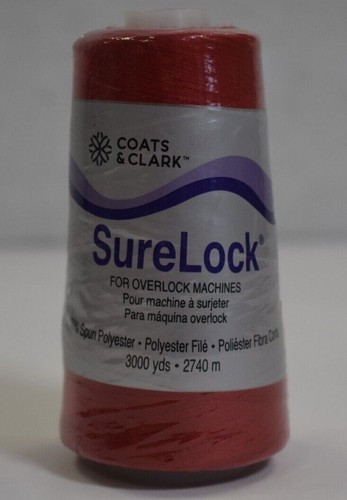 COATS
& CLARK™
SureLock®
FOR OVERLOCK MACHINES
Pour machine à surjeter
Para máquina overlock
Spun Polyester • Polyester Filé • Poliéster Fibra
3000 yds • 2740 m